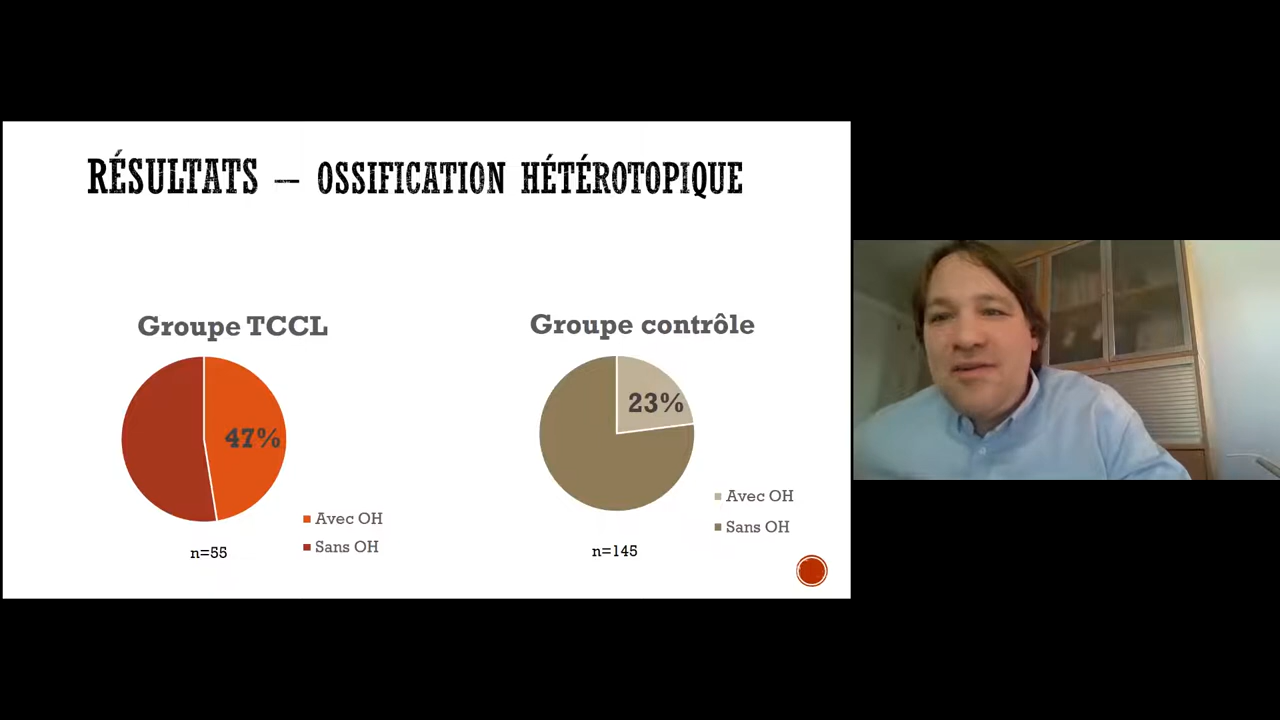 RÉSULTATS – OSSIFICATION HÉTÉROTOPIQUE
Groupe TCCL
47%
Avec OH
Sans OH
n=55
Groupe contrôle
23%
Avec OH
Sans OH
n=145